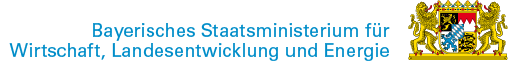 Bayerisches Staatsministerium für
Wirtschaft, Landesentwicklung und Energie